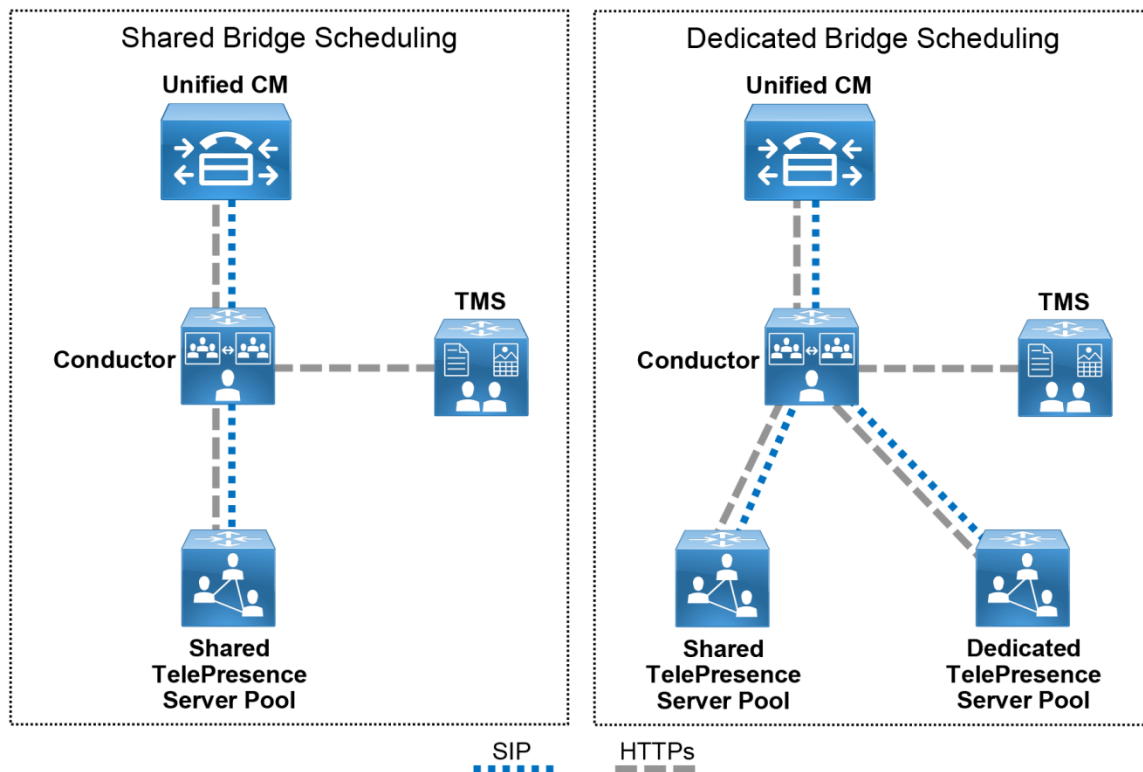 Shared Bridge Scheduling
Unified CM
TMS
Conductor
Shared
TelePresence
Server Pool
Dedicated Bridge Scheduling
Unified CM
TMS
Conductor
Shared
TelePresence
Server Pool
Dedicated
TelePresence
Server Pool
SIP
HTTPs